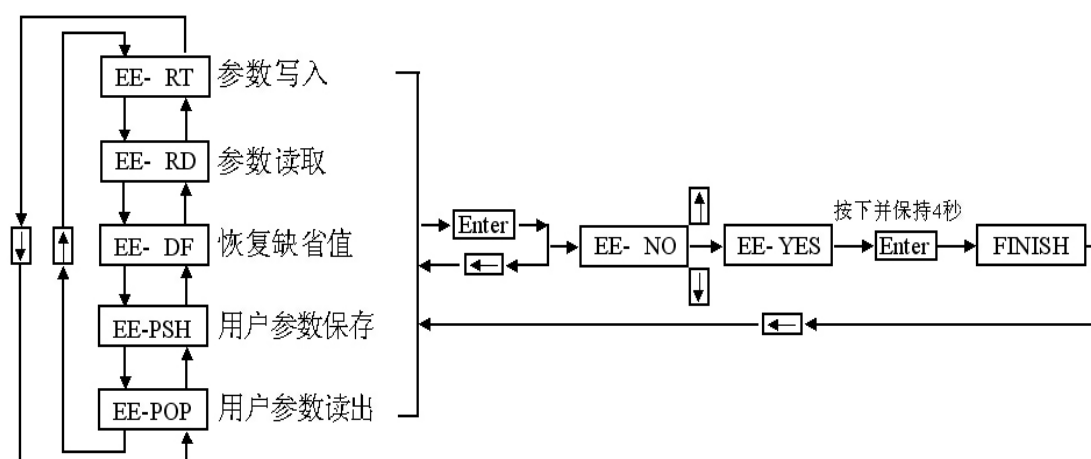 EE- RT 参数写入
EE- RD 参数读取
EE- DF 恢复缺省值
EE-PSH 用户参数保存
EE-POP 用户参数读出
Enter
EE- NO
EE-YES
按下并保持4秒
Enter
FINISH